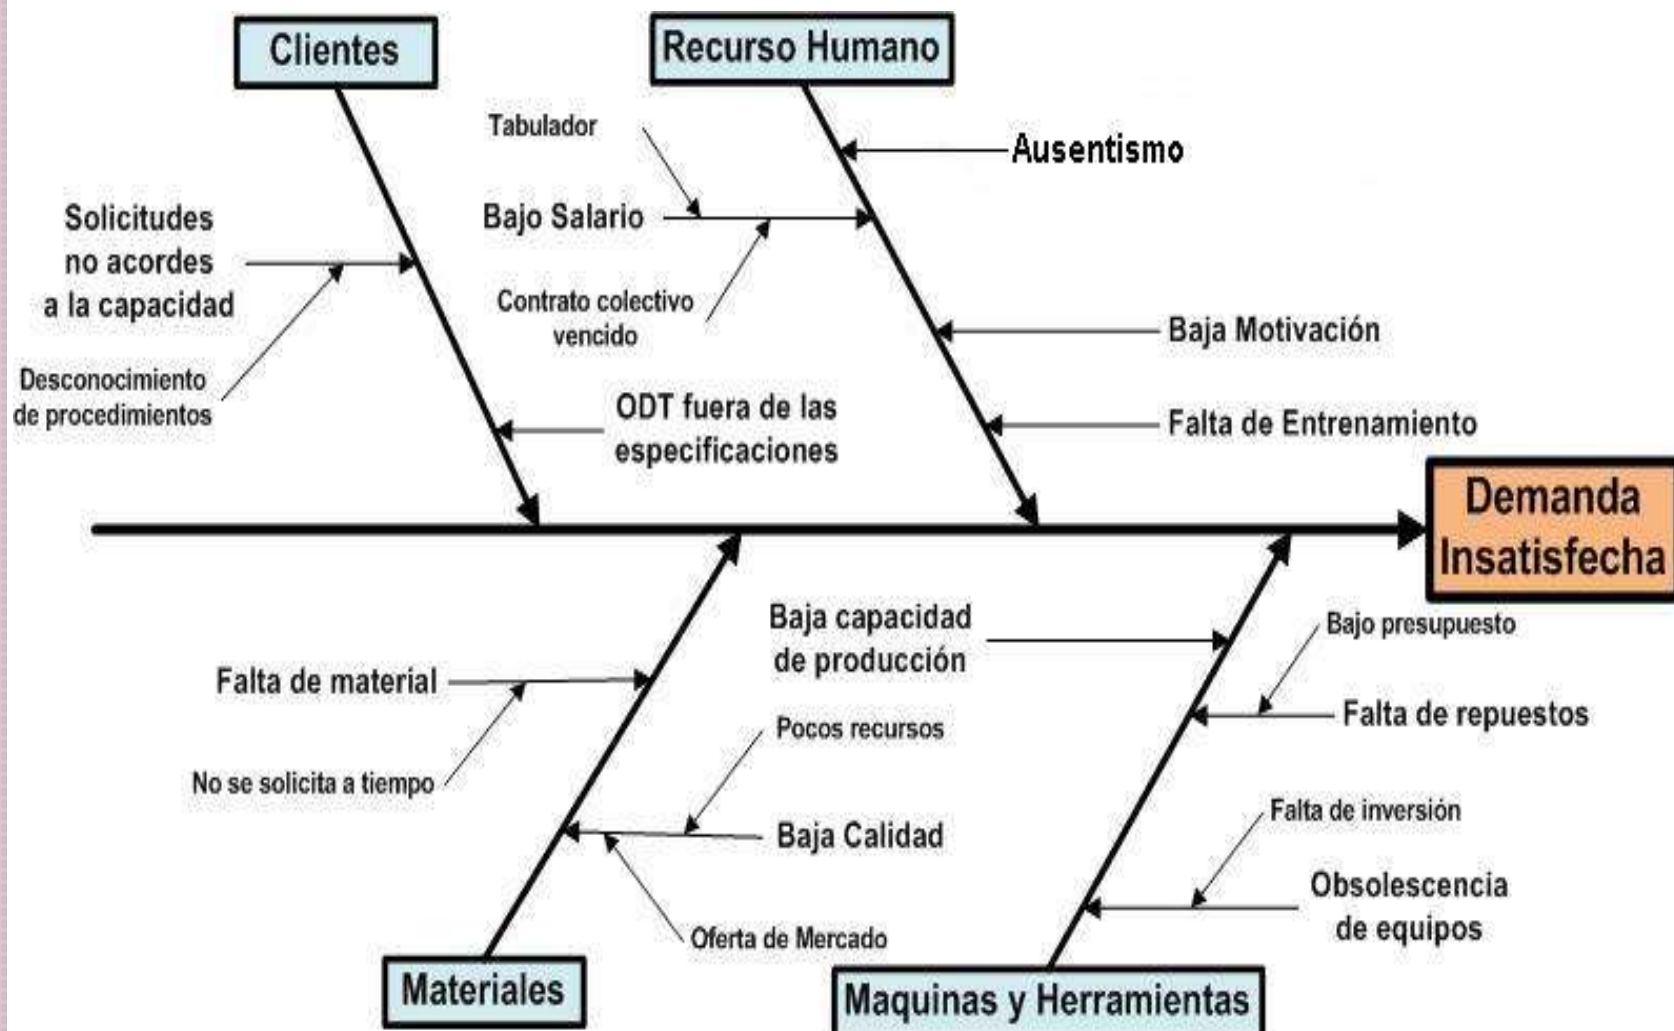 Clientes
Recurso Humano
Tabulador
Ausentismo
Solicitudes
no acordes
a la capacidad
Bajo Salario
Contrato colectivo
vencido
Baja Motivación
Desconocimiento
de procedimientos
ODT fuera de las
especificaciones
Falta de Entrenamiento
Demanda
Insatisfecha
Baja capacidad
de producción
Bajo presupuesto
Falta de material
Falta de repuestos
Pocos recursos
No se solicita a tiempo
Falta de inversión
Baja Calidad
Obsolescencia
de equipos
Oferta de Mercado
Materiales
Maquinas y Herramientas